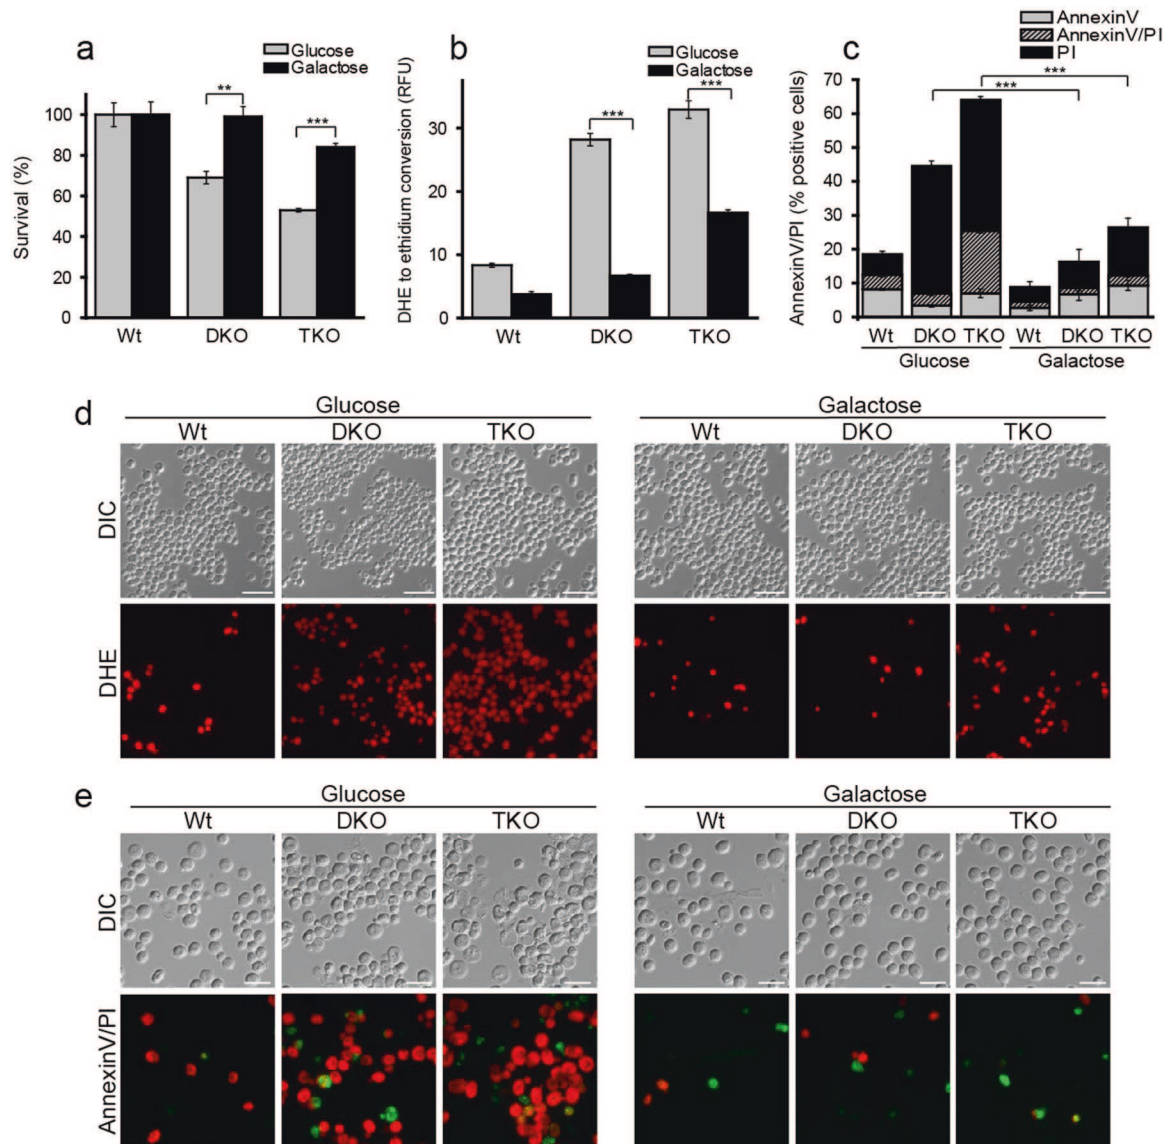 a
Glucose
Galactose
Survival (%)
100
80
60
40
20
0
**
***
Wt DKO TKO
b
Glucose
Galactose
DHE to ethidium conversion (RFU)
30
20
10
0
***
***
Wt DKO TKO
c
AnnexinV
AnnexinV/PI
PI
AnnexinV/PI (% positive cells)
70
60
50
40
30
20
10
0
***
***
Wt DKO TKO Wt DKO TKO
Glucose Galactose
d
Glucose Galactose
Wt DKO TKO Wt DKO TKO
DIC
DHE
e
Glucose Galactose
Wt DKO TKO Wt DKO TKO
DIC
AnnexinV/PI